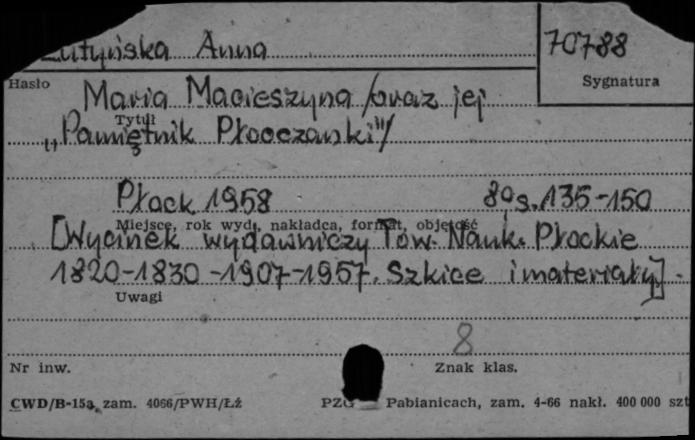 Lutyńska Anna
70788
Hasło
Sygnatura
Maria Macieszyna /oraz jej
Tytuł
„Pamiętnik Płocczanki"/
Płock 1958 8° s. 135-150
Miejsce, rok wyd., nakładca, format, objętość
[Wycinek wydawniczy Tow. Nauk. Płockie
1820-1830-1907-1957. Szkice i materiały].
Uwagi
8
Nr inw.
Znak klas.
CWD/B-15a, zam. 4066/PWH/Łż PZG Pabianicach, zam. 4-66 nakł. 400 000 szt